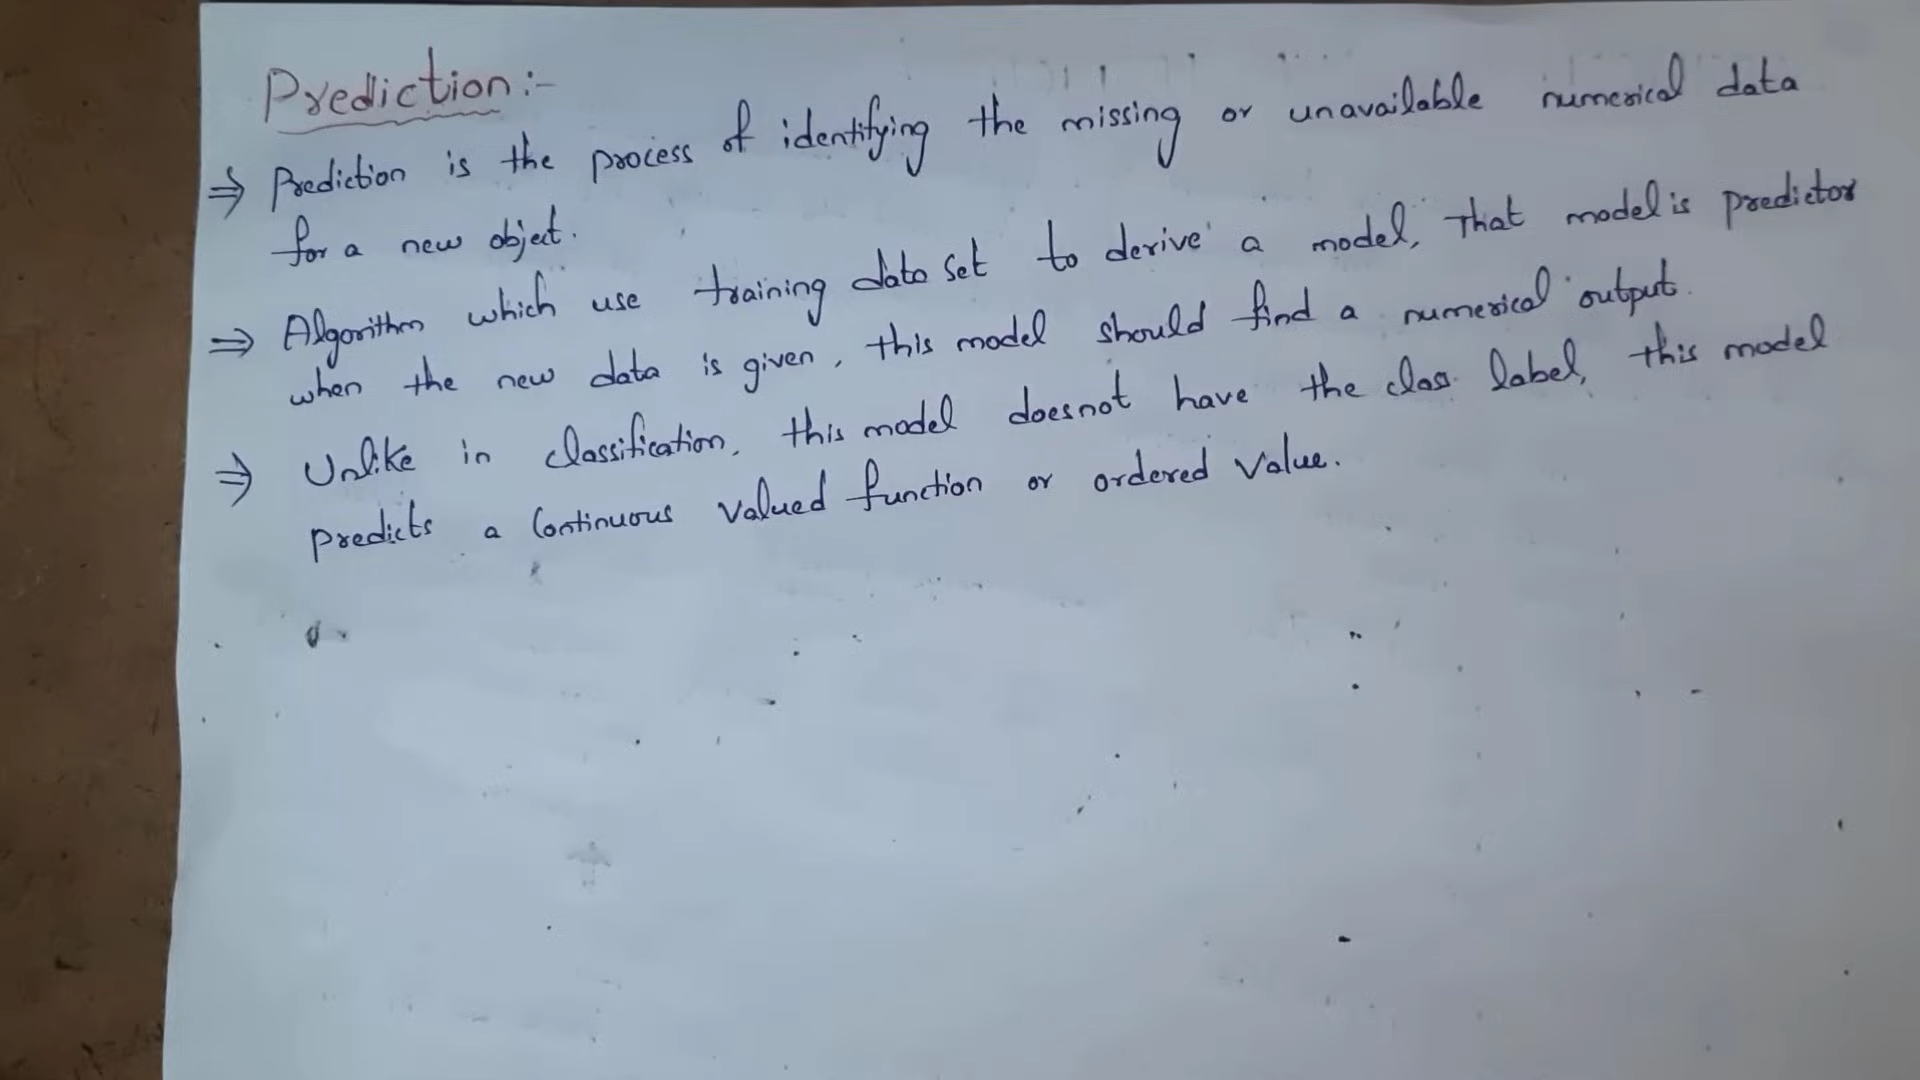 Prediction :-
⇒ Prediction is the process of identifying the missing or unavailable numerical data
for a new object.
⇒ Algorithm which use training data set to derive a model, That model is predictor
when the new data is given, this model should find a numerical output.
⇒ Unlike in classification, this model doesnot have the class label, this model
predicts a Continuous valued function or ordered value.